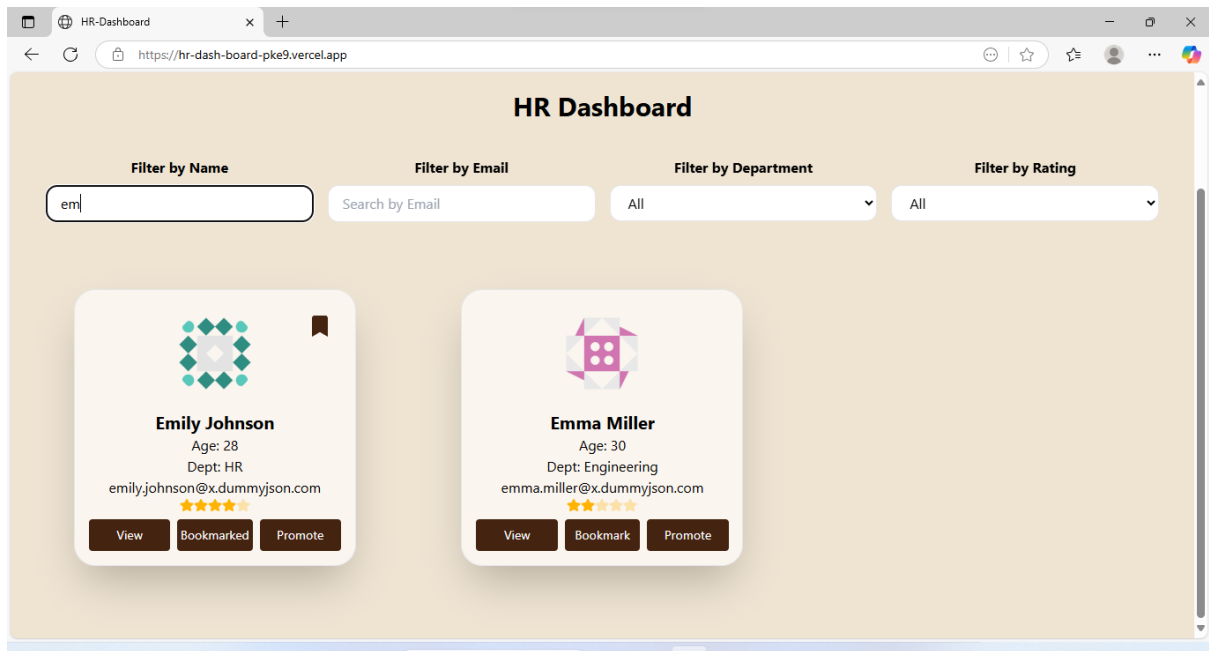 HR-Dashboard
https://hr-dash-board-pke9.vercel.app
HR Dashboard
Filter by Name Filter by Email Filter by Department Filter by Rating
em Search by Email All All
Emily Johnson
Age: 28
Dept: HR
emily.johnson@x.dummyjson.com
View Bookmarked Promote
Emma Miller
Age: 30
Dept: Engineering
emma.miller@x.dummyjson.com
View Bookmark Promote